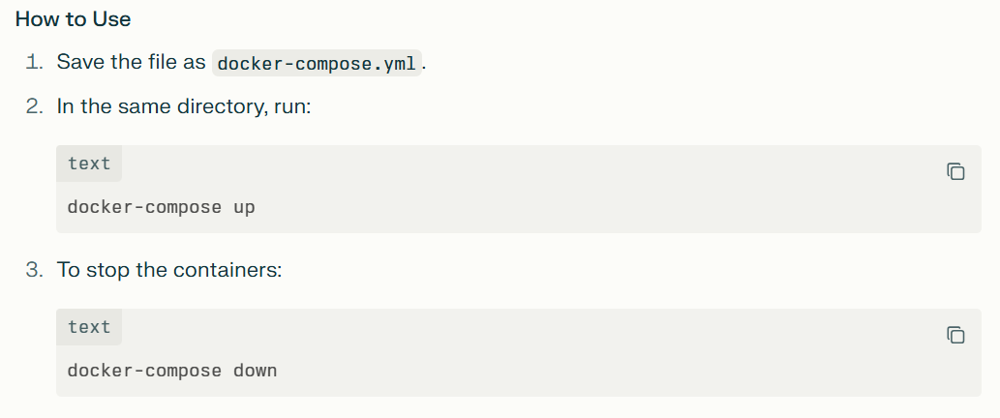 How to Use
1. Save the file as docker-compose.yml.
2. In the same directory, run:
text
docker-compose up
3. To stop the containers:
text
docker-compose down